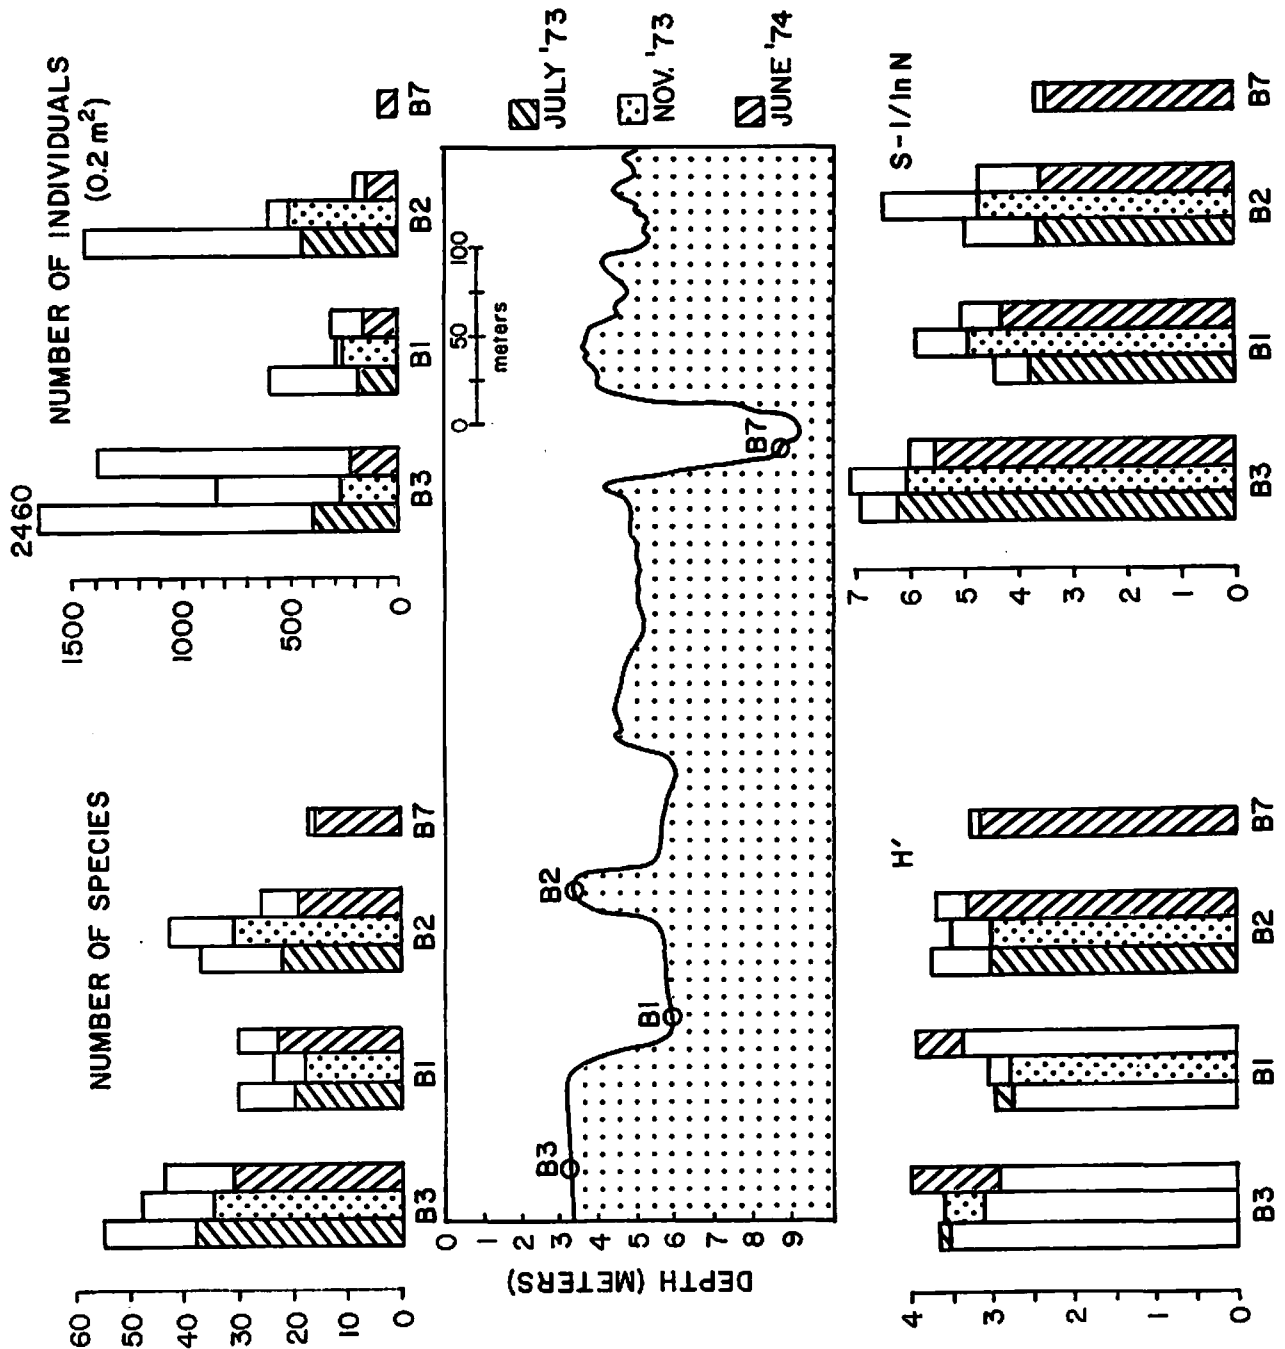 NUMBER OF SPECIES
60
50
40
30
20
10
0
B3
B1
B2
B7
NUMBER OF INDIVIDUALS
(0.2 m²)
2460
1500
1000
500
0
B3
B1
B2
B7
DEPTH (METERS)
0
1
2
3
4
5
6
7
8
9
B3
B1
B2
B7
0
50
100
meters
JULY '73
NOV. '73
JUNE '74
H′
4
3
2
1
0
B3
B1
B2
B7
S-1/ln N
7
6
5
4
3
2
1
0
B3
B1
B2
B7